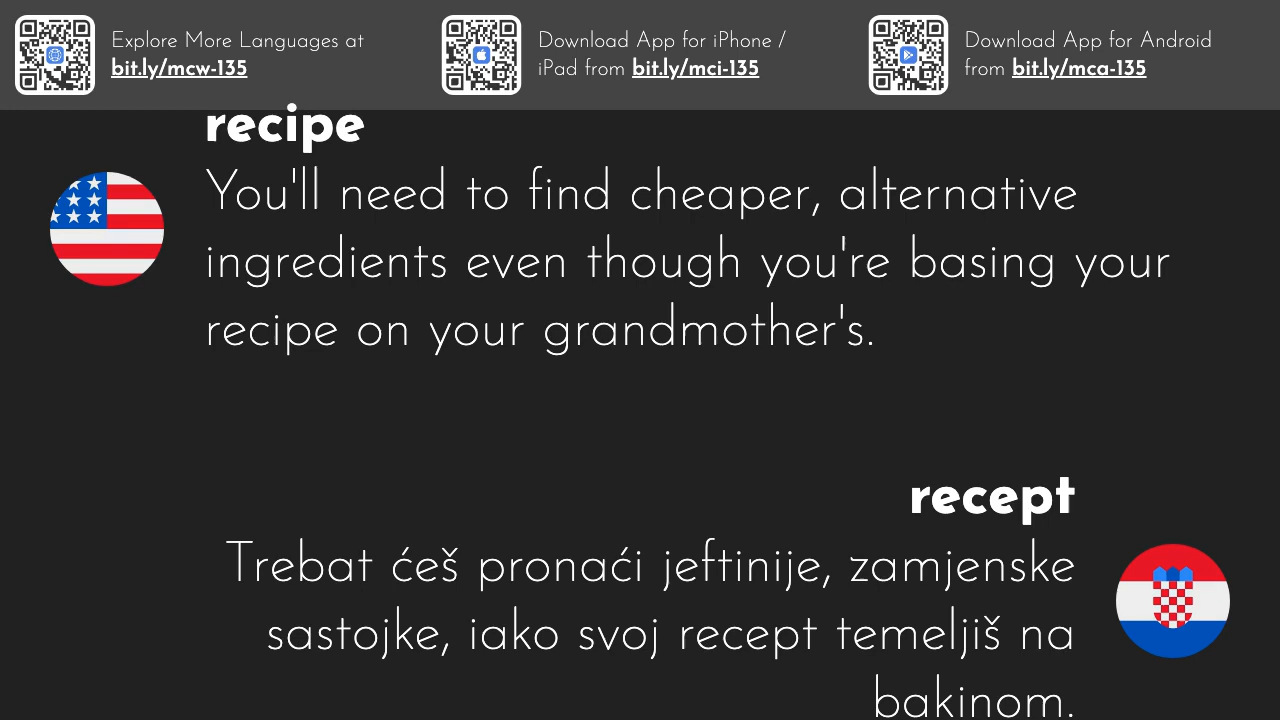 Explore More Languages at
bit.ly/mcw-135
Download App for iPhone /
iPad from bit.ly/mci-135
Download App for Android
from bit.ly/mca-135
recipe
You'll need to find cheaper, alternative
ingredients even though you're basing your
recipe on your grandmother's.
recept
Trebat ćeš pronaći jeftinije, zamjenske
sastojke, iako svoj recept temeljiš na
bakinom.